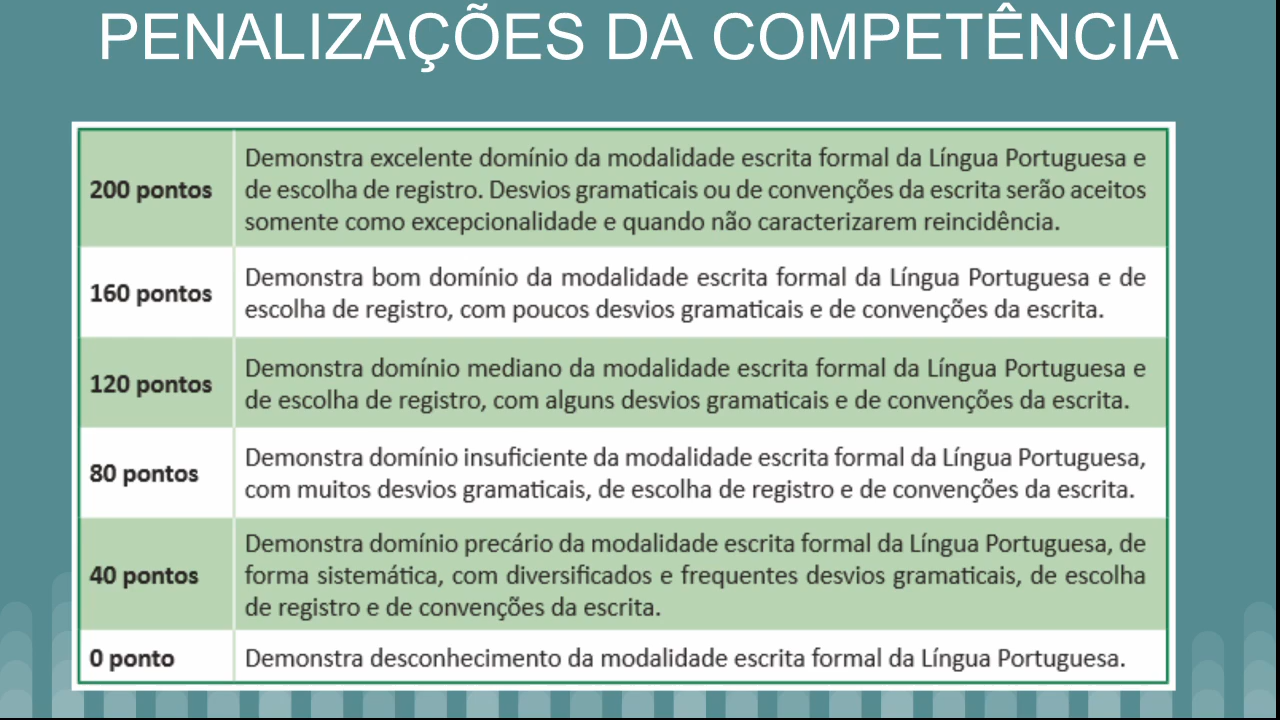 PENALIZAÇÕES DA COMPETÊNCIA
200 pontos
Demonstra excelente domínio da modalidade escrita formal da Língua Portuguesa e
de escolha de registro. Desvios gramaticais ou de convenções da escrita serão aceitos
somente como excepcionalidade e quando não caracterizarem reincidência.
160 pontos
Demonstra bom domínio da modalidade escrita formal da Língua Portuguesa e de
escolha de registro, com poucos desvios gramaticais e de convenções da escrita.
120 pontos
Demonstra domínio mediano da modalidade escrita formal da Língua Portuguesa e
de escolha de registro, com alguns desvios gramaticais e de convenções da escrita.
80 pontos
Demonstra domínio insuficiente da modalidade escrita formal da Língua Portuguesa,
com muitos desvios gramaticais, de escolha de registro e de convenções da escrita.
40 pontos
Demonstra domínio precário da modalidade escrita formal da Língua Portuguesa, de
forma sistemática, com diversificados e frequentes desvios gramaticais, de escolha
de registro e de convenções da escrita.
0 ponto
Demonstra desconhecimento da modalidade escrita formal da Língua Portuguesa.